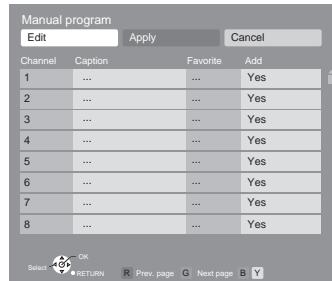 Manual program
Edit Apply Cancel
Channel Caption Favorite Add
1 ... ... Yes
2 ... ... Yes
3 ... ... Yes
4 ... ... Yes
5 ... ... Yes
6 ... ... Yes
7 ... ... Yes
8 ... ... Yes
OK
Select
RETURN R Prev. page G Next page B Y